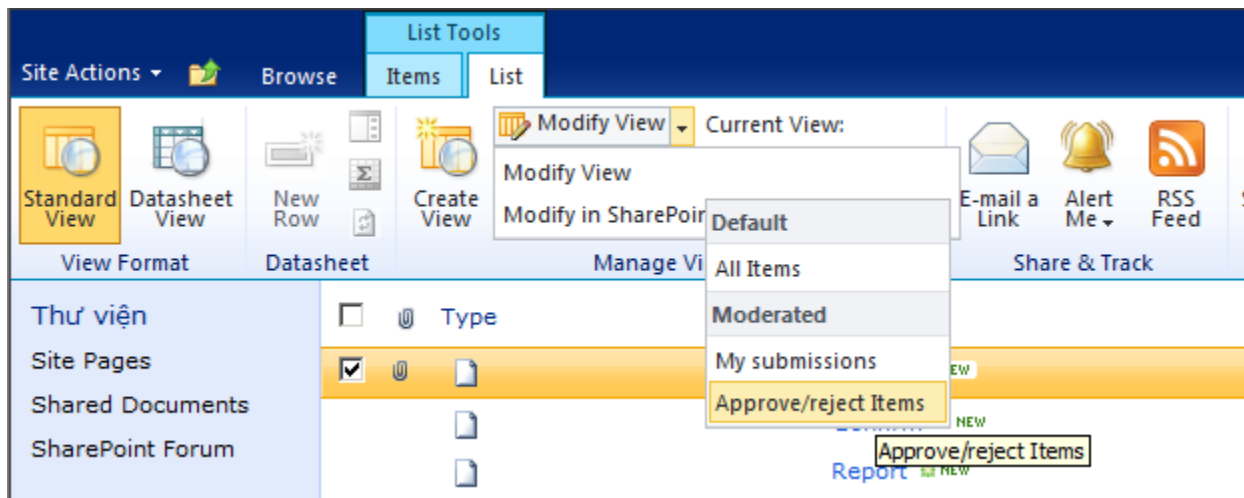 List Tools
Site Actions
Browse
Items
List
Modify View
Current View:
Modify View
Modify in
Standard View
Datasheet View
New Row
Create View
E-mail a Link
Alert Me
RSS Feed
Default
All Items
Moderated
My submissions
Approve/reject Items
View Format
Datasheet
Manage
Share & Track
Thư viện
Site Pages
Shared Documents
SharePoint Forum
Type
NEW
Approve/reject Items
Report
NEW